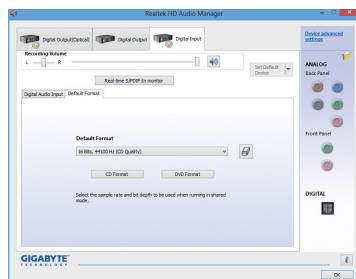 Realtek HD Audio Manager
Digital Output(Optical)
Digital Output
Digital Input
Device advanced settings
Recording Volume
L
R
Set Default Device
Real-time S/PDIF-In monitor
Digital Audio Input
Default Format
Default Format
16 Bits, 44100 Hz (CD Quality)
CD Format
DVD Format
Select the sample rate and bit depth to be used when running in shared mode.
ANALOG
Back Panel
Front Panel
DIGITAL
GIGABYTE
TECHNOLOGY
OK